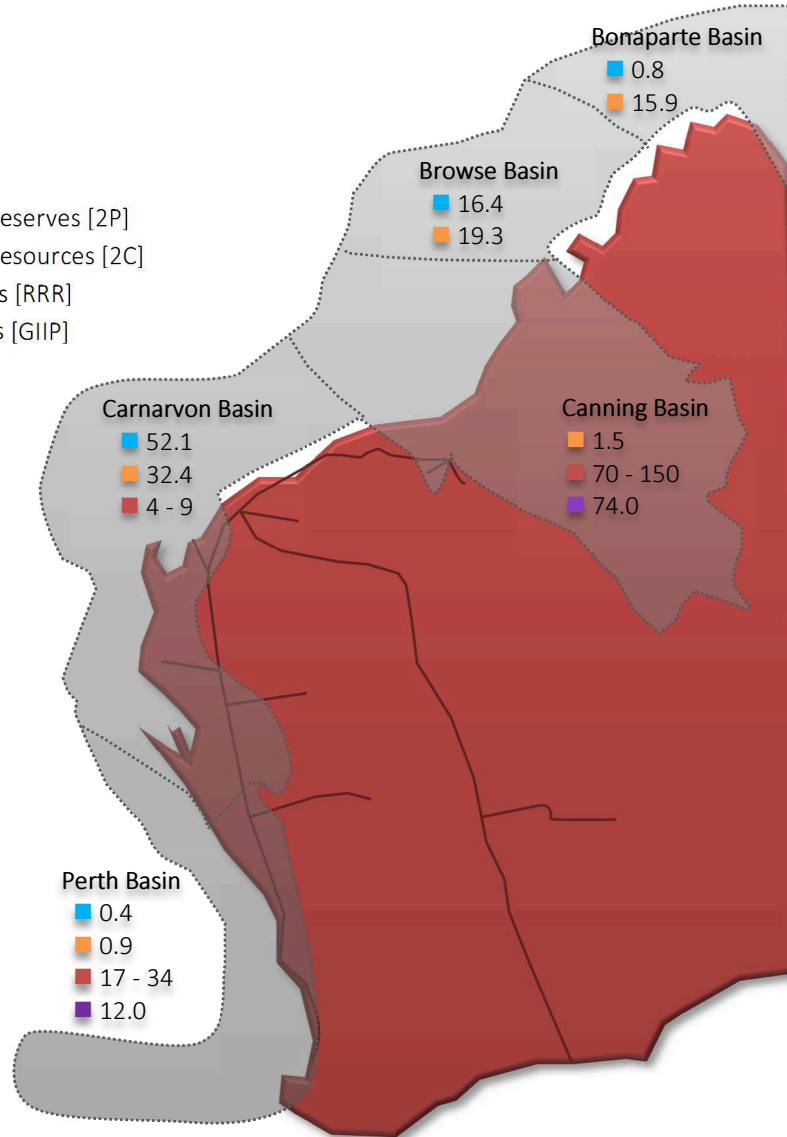 Bonaparte Basin
0.8
15.9
Browse Basin
16.4
19.3
eserves [2P]
esources [2C]
s [RRR]
s [GIIP]
Carnarvon Basin
52.1
32.4
4 - 9
Canning Basin
1.5
70 - 150
74.0
Perth Basin
0.4
0.9
17 - 34
12.0